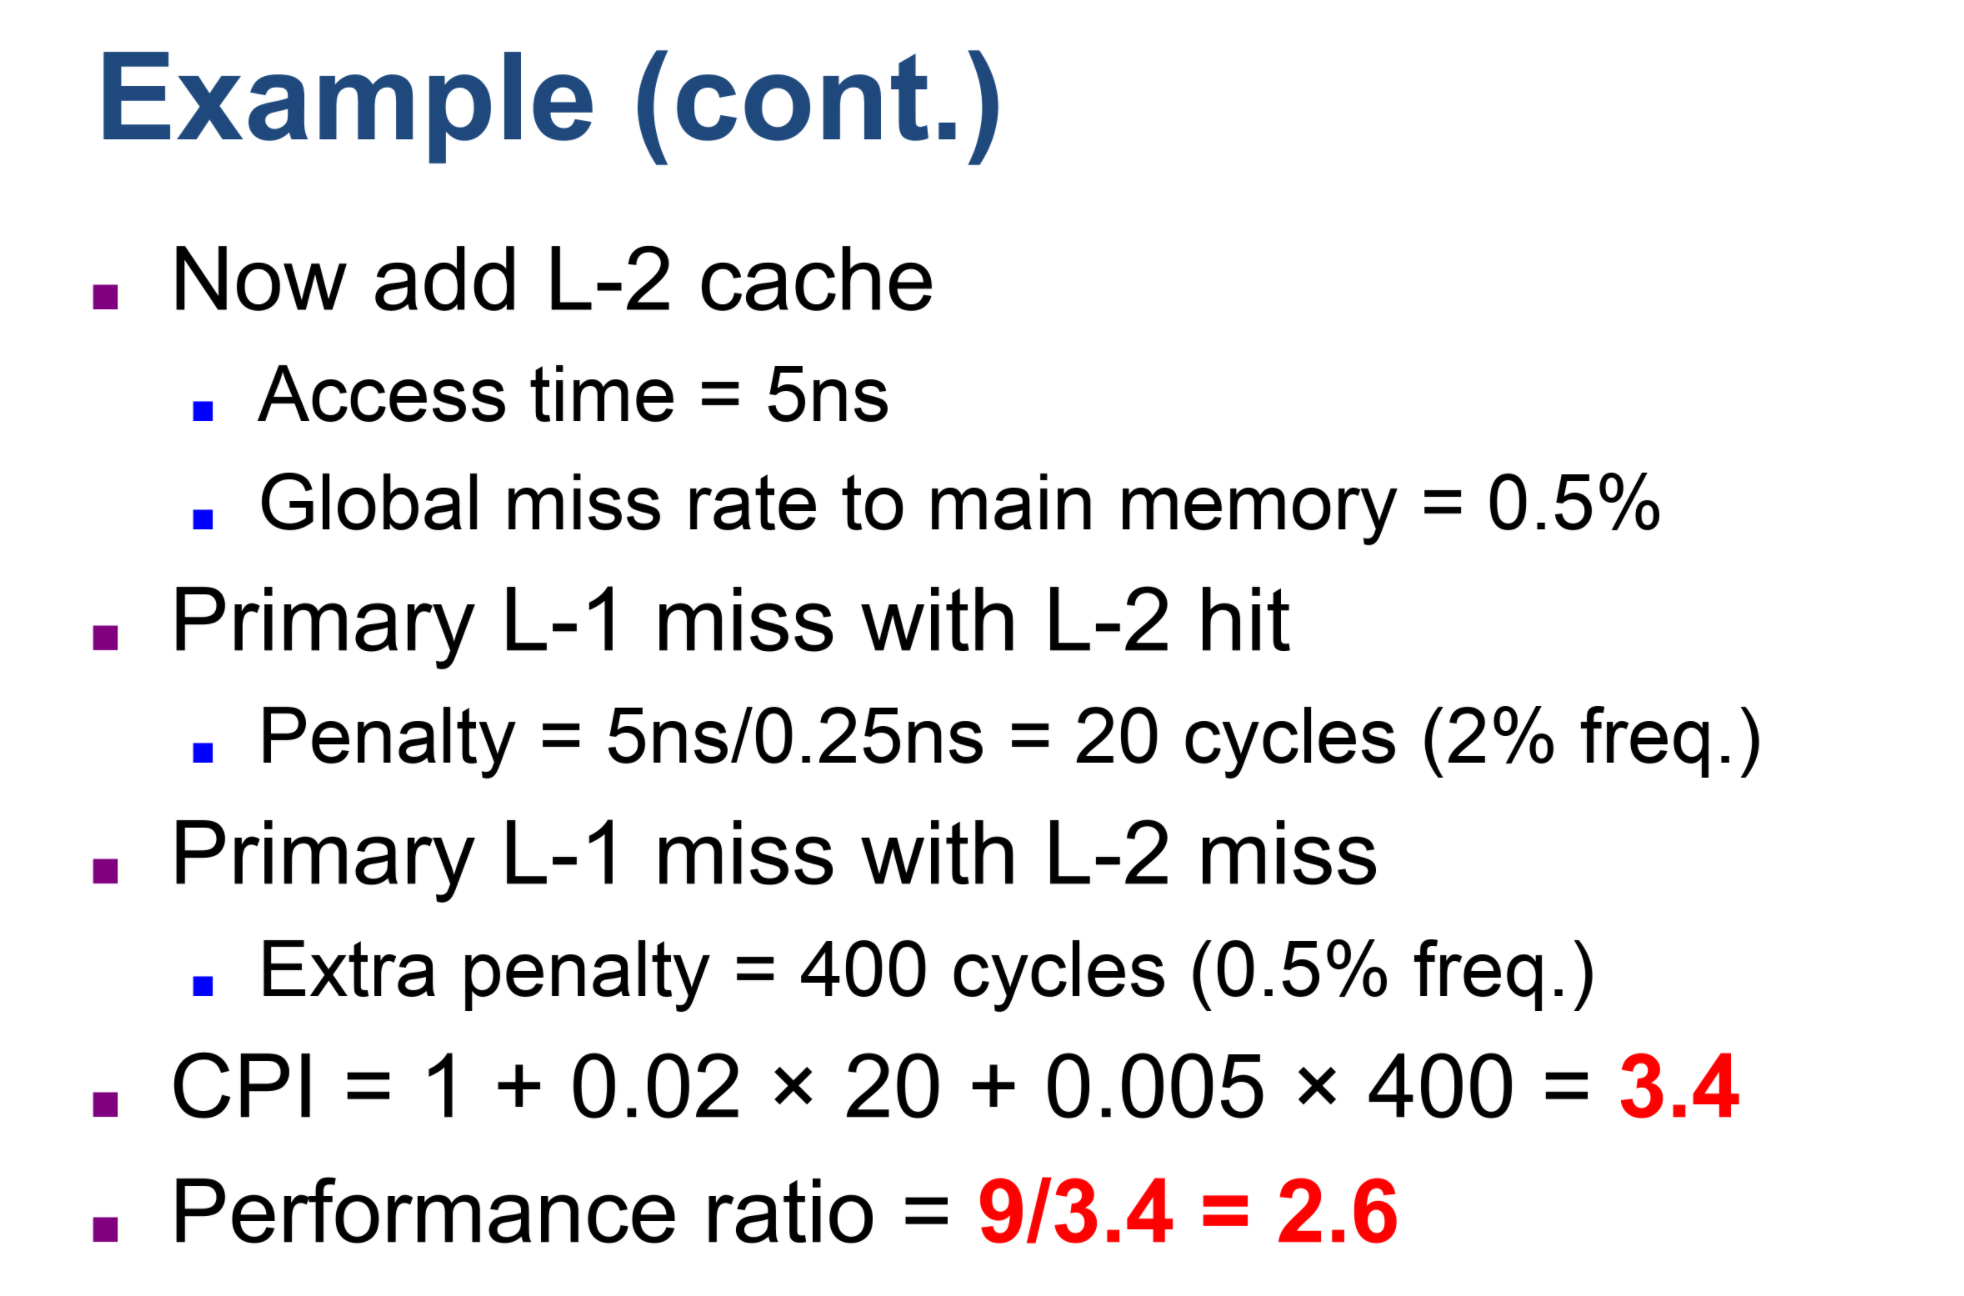 Example (cont.)
Now add L-2 cache
Access time = 5ns
Global miss rate to main memory = 0.5%
Primary L-1 miss with L-2 hit
Penalty = 5ns/0.25ns = 20 cycles (2% freq.)
Primary L-1 miss with L-2 miss
Extra penalty = 400 cycles (0.5% freq.)
CPI = 1 + 0.02 × 20 + 0.005 × 400 = 3.4
Performance ratio = 9/3.4 = 2.6